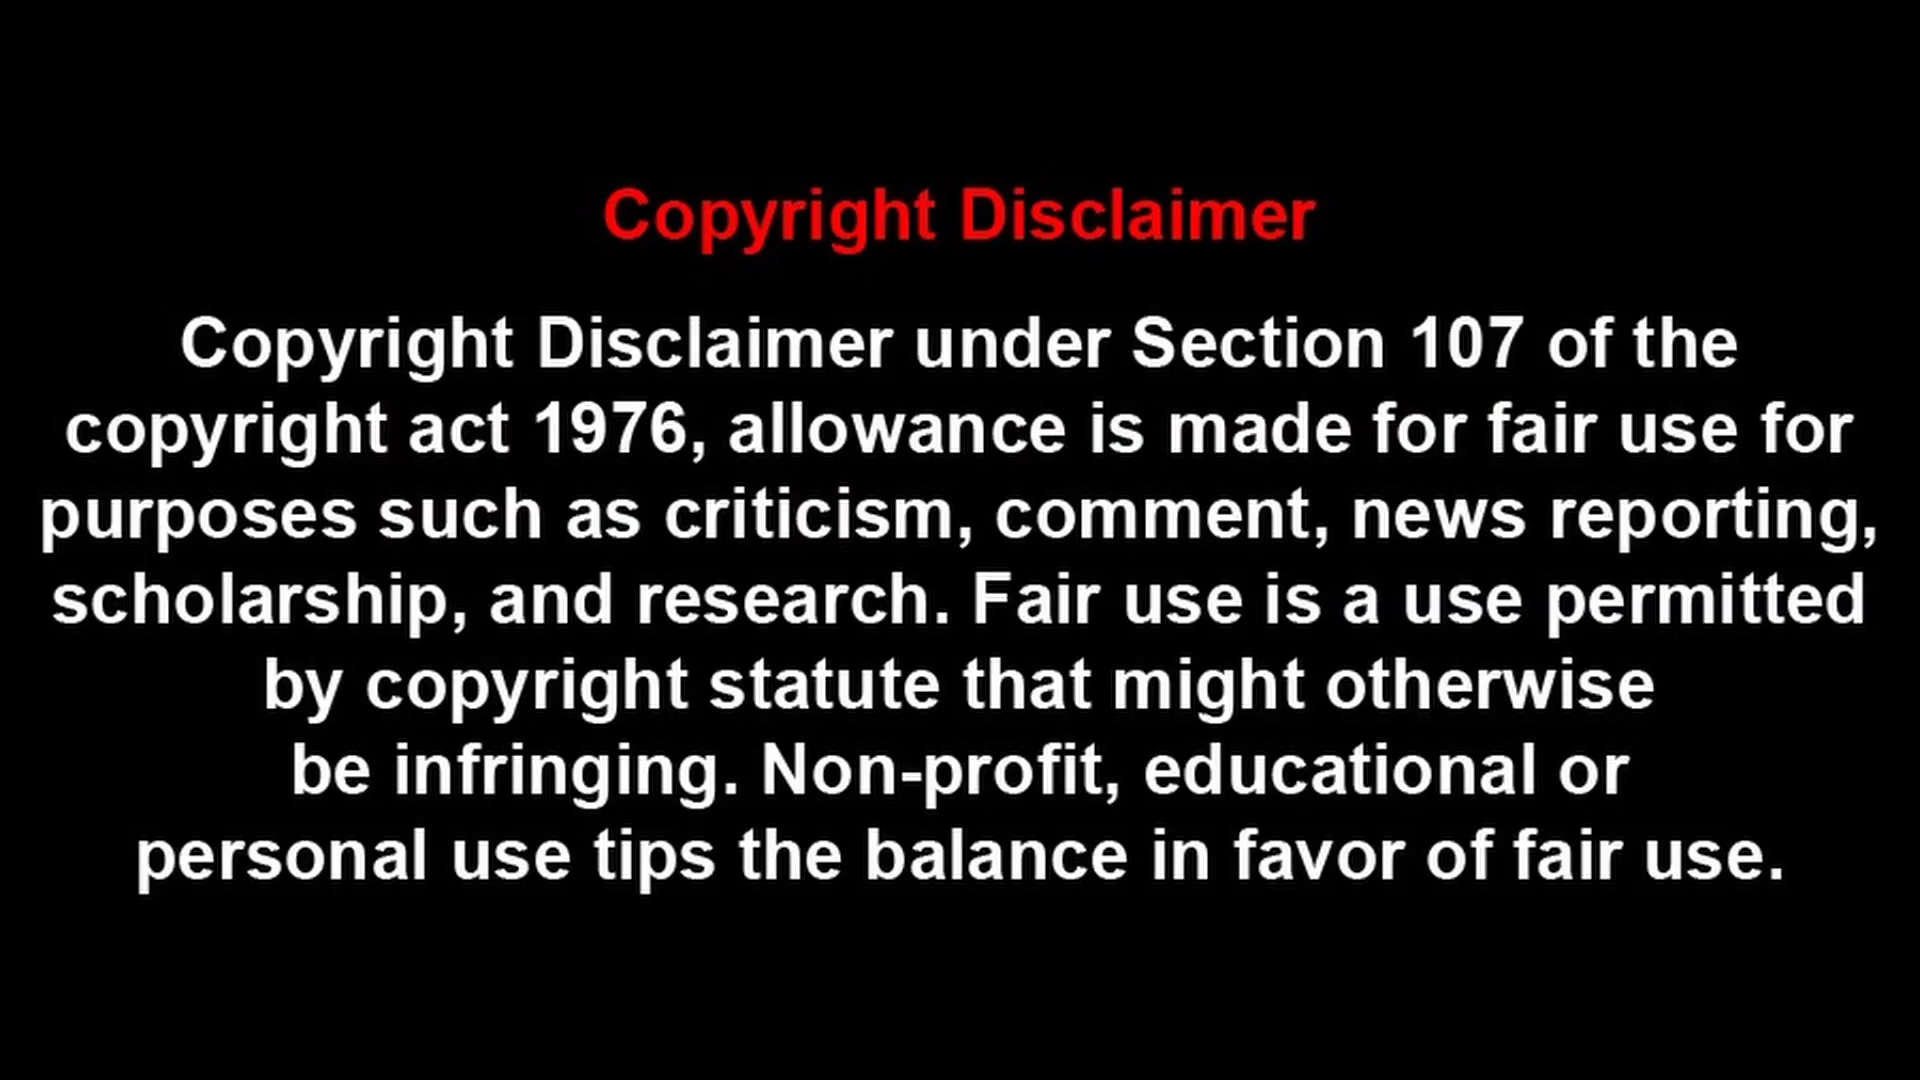 Copyright Disclaimer
Copyright Disclaimer under Section 107 of the
copyright act 1976, allowance is made for fair use for
purposes such as criticism, comment, news reporting,
scholarship, and research. Fair use is a use permitted
by copyright statute that might otherwise
be infringing. Non-profit, educational or
personal use tips the balance in favor of fair use.